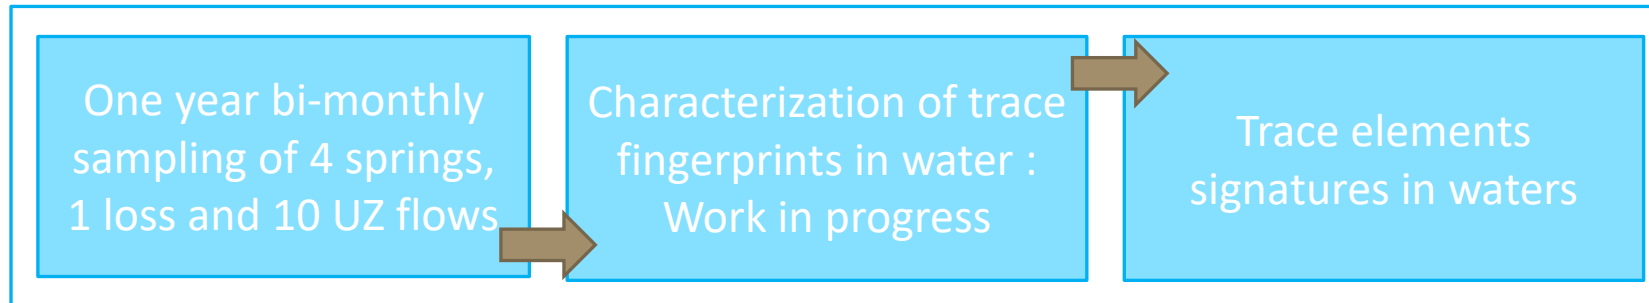 One year bi-monthly
sampling of 4 springs,
1 loss and 10 UZ flows
Characterization of trace
fingerprints in water :
Work in progress
Trace elements
signatures in waters